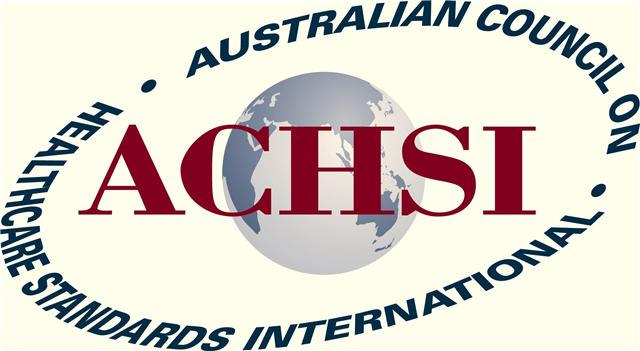 AUSTRALIAN COUNCIL ON
ACHSI
HEALTHCARE STANDARDS INTERNATIONAL